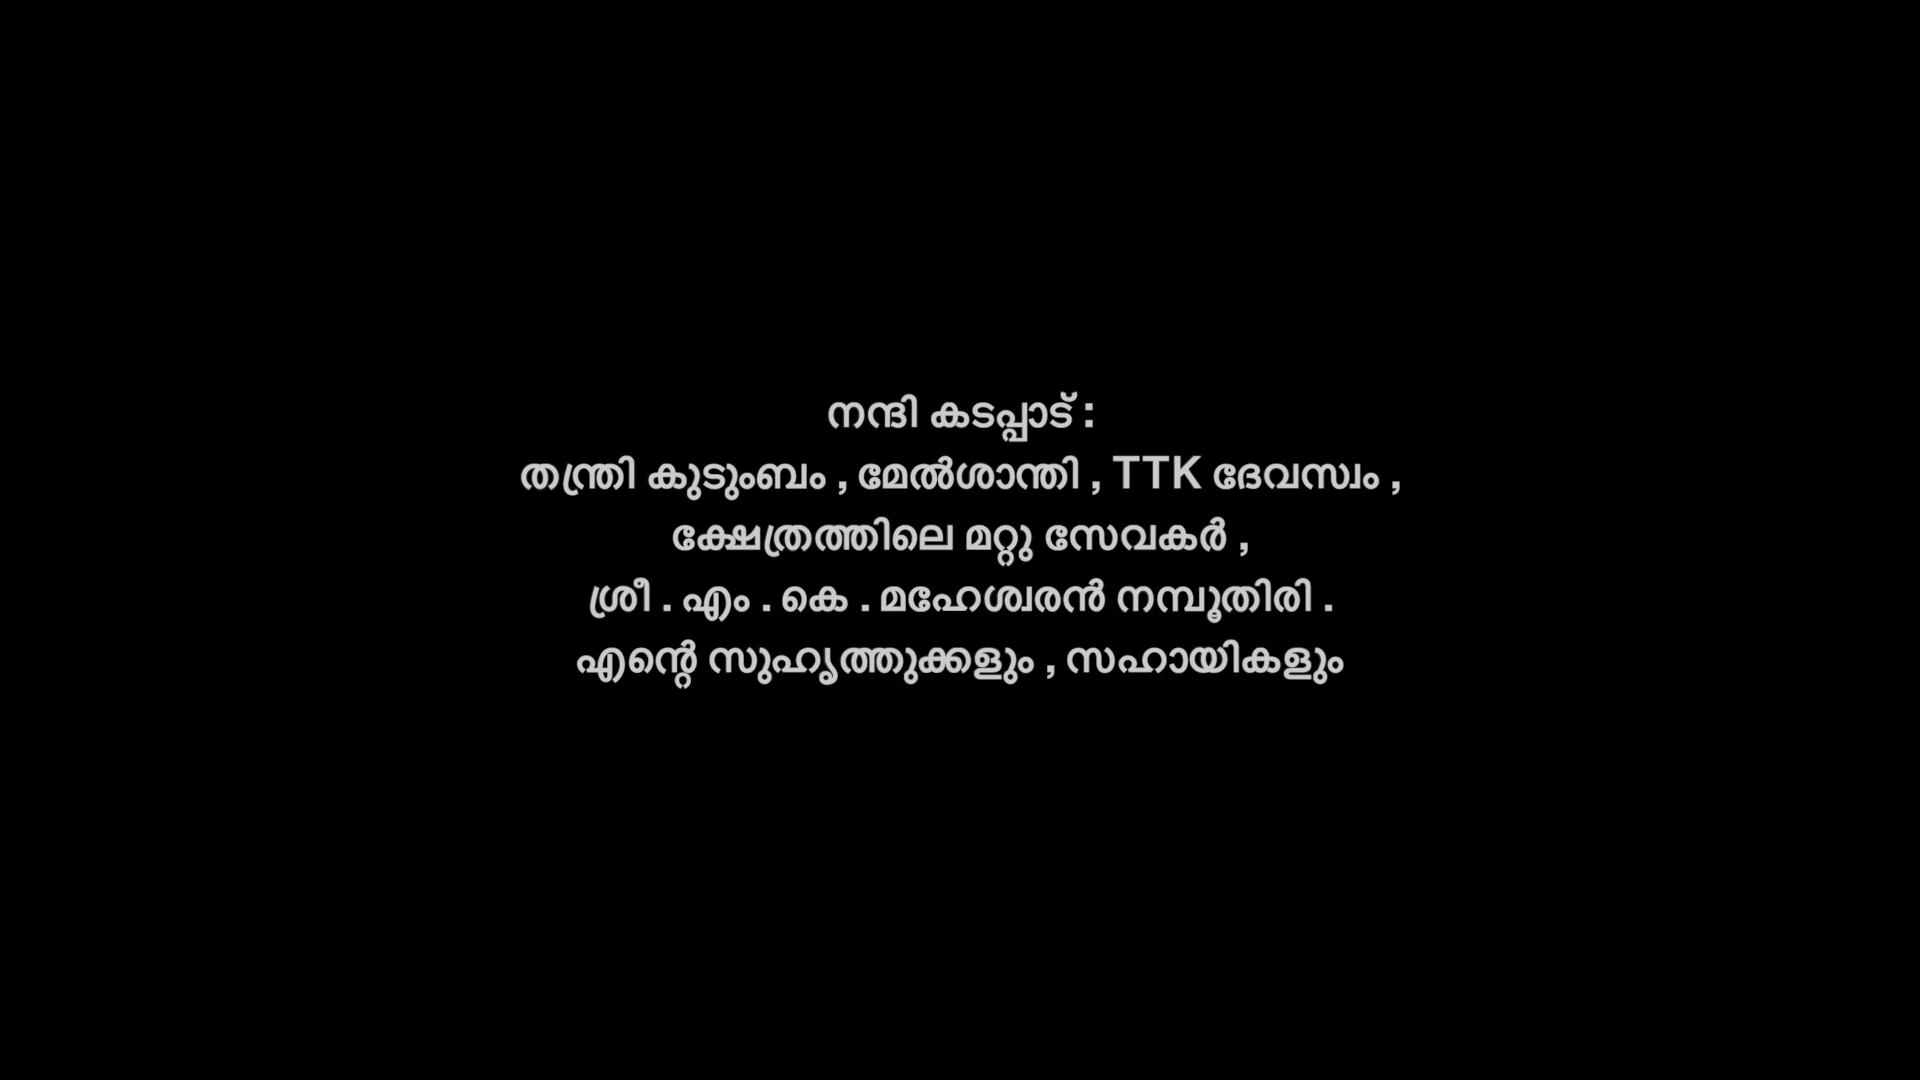 നന്ദി കടപ്പാട് :
തന്ത്രി കുടുംബം , മേൽശാന്തി , TTK ദേവസ്വം ,
ക്ഷേത്രത്തിലെ മറ്റു സേവകർ ,
ശ്രീ . എം . കെ . മഹേശ്വരൻ നമ്പൂതിരി .
എന്റെ സുഹൃത്തുക്കളും , സഹായികളും